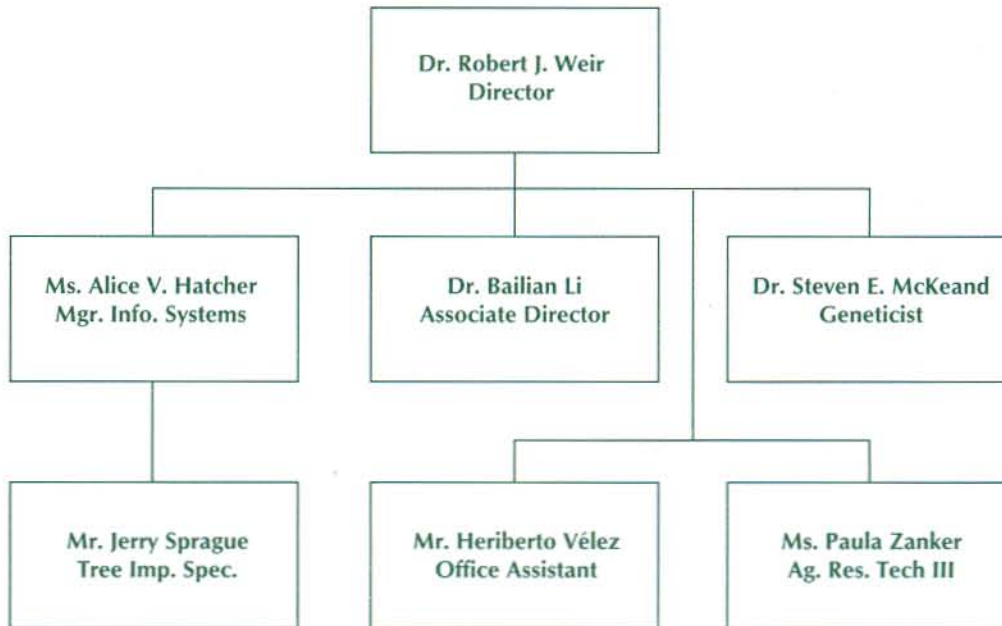 Dr. Robert J. Weir
Director
Ms. Alice V. Hatcher
Mgr. Info. Systems
Dr. Bailian Li
Associate Director
Dr. Steven E. McKeand
Geneticist
Mr. Jerry Sprague
Tree Imp. Spec.
Mr. Heriberto Vélez
Office Assistant
Ms. Paula Zanker
Ag. Res. Tech III